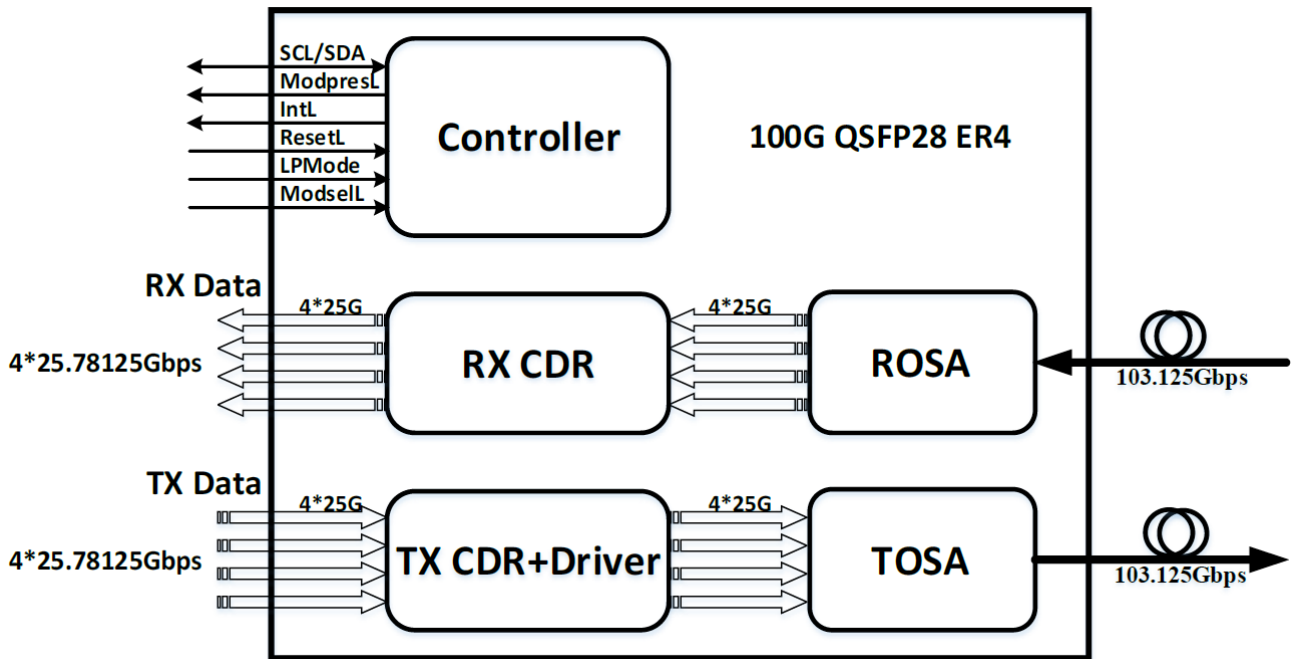 SCL/SDA
ModpresL
IntL
ResetL
LPMode
ModselL
Controller
100G QSFP28 ER4
RX Data
4*25G
4*25G
4*25.78125Gbps
RX CDR
ROSA
103.125Gbps
TX Data
4*25G
4*25G
4*25.78125Gbps
TX CDR+Driver
TOSA
103.125Gbps